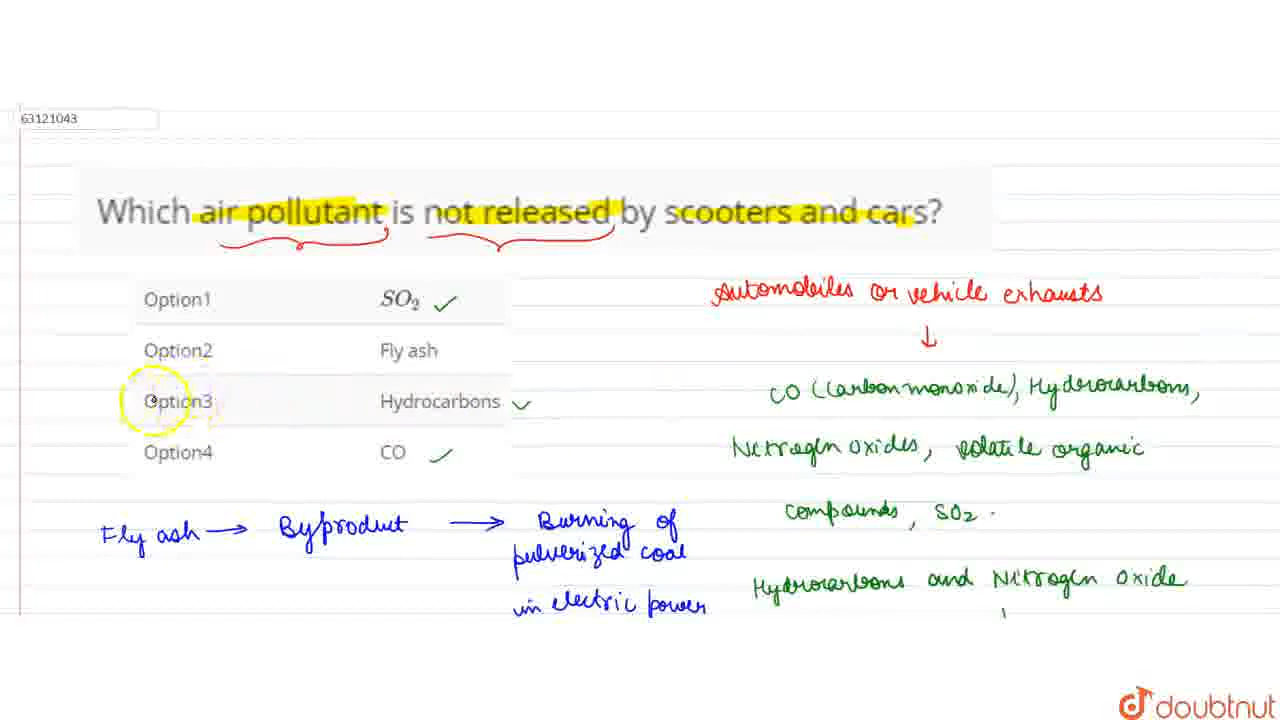 63121043
Which air pollutant is not released by scooters and cars?
Option1 SO2
Option2 Fly ash
Option3 Hydrocarbons
Option4 CO
Automobiles or vehicle exhausts
↓
CO (Carbon monoxide), Hydrocarbons,
Nitrogen oxides, volatile organic
compounds, SO2.
Hydrocarbons and Nitrogen oxide
Fly ash → Byproduct → Burning of
pulverized coal
in electric power
doubtnut